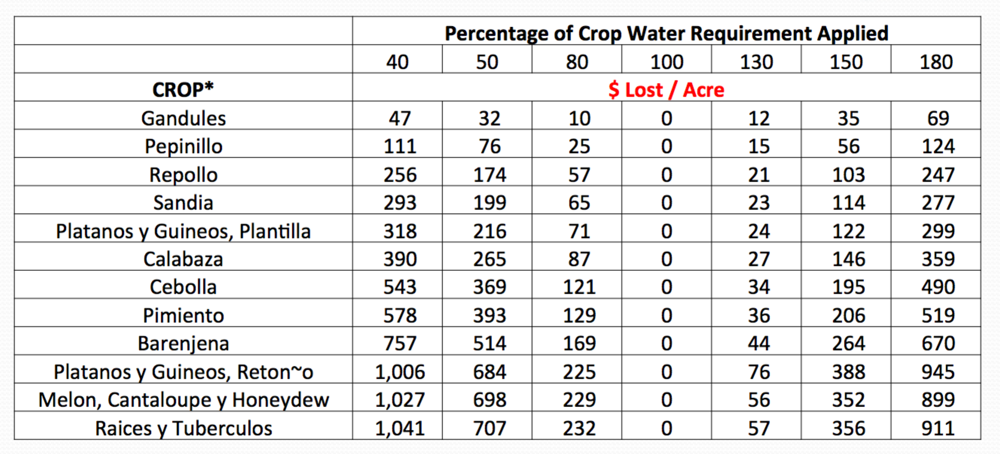 Percentage of Crop Water Requirement Applied
40 50 80 100 130 150 180
CROP* $ Lost / Acre
Gandules 47 32 10 0 12 35 69
Pepinillo 111 76 25 0 15 56 124
Repollo 256 174 57 0 21 103 247
Sandia 293 199 65 0 23 114 277
Platanos y Guineos, Plantilla 318 216 71 0 24 122 299
Calabaza 390 265 87 0 27 146 359
Cebolla 543 369 121 0 34 195 490
Pimiento 578 393 129 0 36 206 519
Barenjena 757 514 169 0 44 264 670
Platanos y Guineos, Reton~o 1,006 684 225 0 76 388 945
Melon, Cantaloupe y Honeydew 1,027 698 229 0 56 352 899
Raices y Tuberculos 1,041 707 232 0 57 356 911